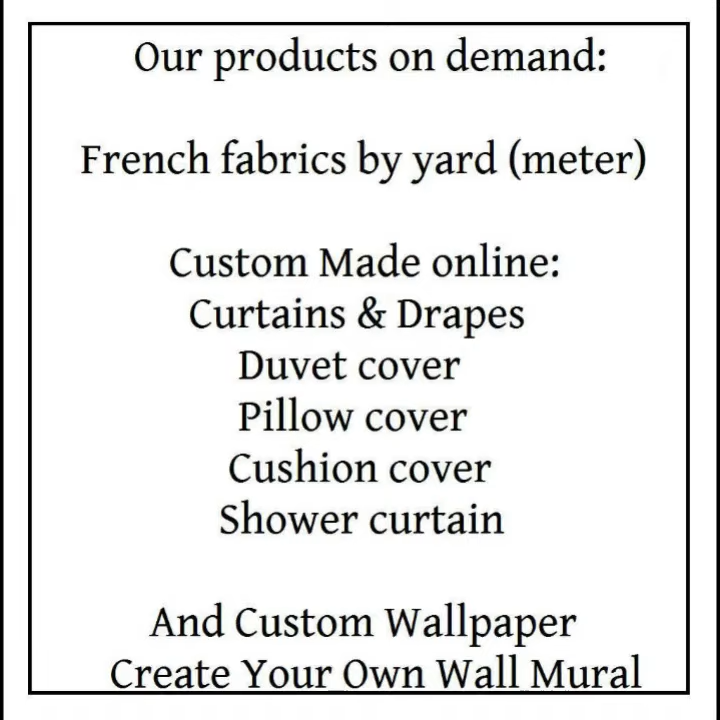 Our products on demand:
French fabrics by yard (meter)
Custom Made online:
Curtains & Drapes
Duvet cover
Pillow cover
Cushion cover
Shower curtain
And Custom Wallpaper
Create Your Own Wall Mural